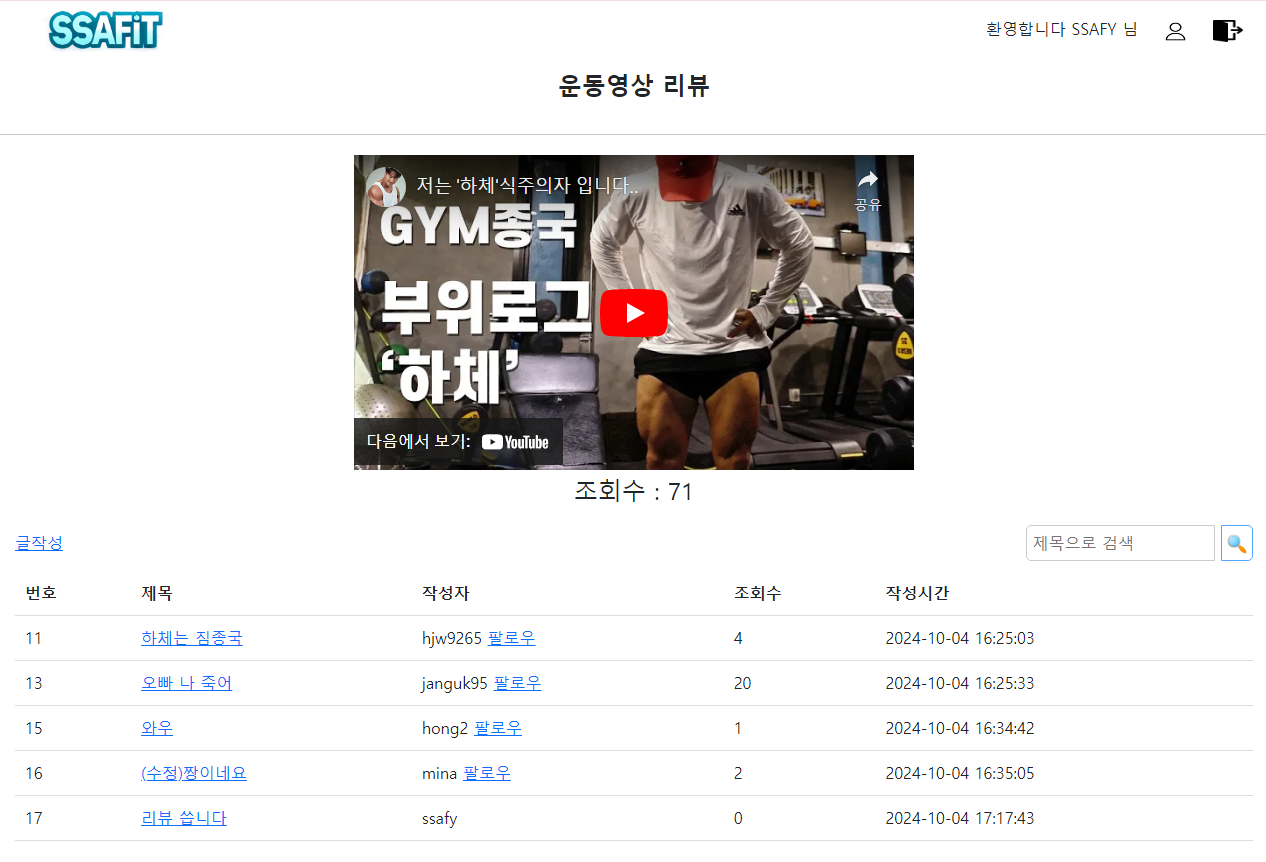 SSAFiT
환영합니다 SSAFY 님
운동영상 리뷰
저는 '하체'식주의자 입니다..
공유
GYM종국
부위로그
‘하체’
다음에서 보기: YouTube
조회수 : 71
글작성
제목으로 검색
번호 제목 작성자 조회수 작성시간
11 하체는 짐종국 hjw9265 팔로우 4 2024-10-04 16:25:03
13 오빠 나 죽어 janguk95 팔로우 20 2024-10-04 16:25:33
15 와우 hong2 팔로우 1 2024-10-04 16:34:42
16 (수정)짱이네요 mina 팔로우 2 2024-10-04 16:35:05
17 리뷰 씁니다 ssafy 0 2024-10-04 17:17:43